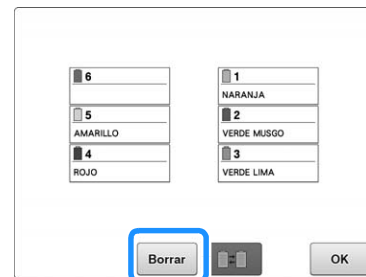 6
1
NARANJA
5
AMARILLO
2
VERDE MUSGO
4
ROJO
3
VERDE LIMA
Borrar
OK